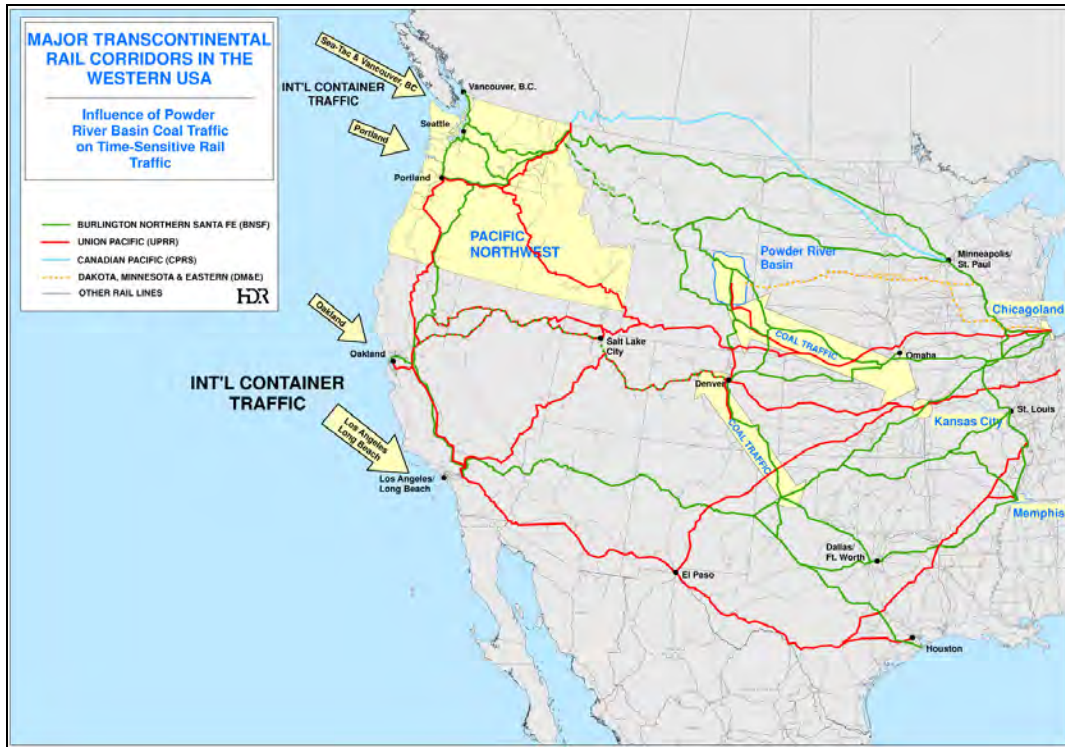 MAJOR TRANSCONTINENTAL
RAIL CORRIDORS IN THE
WESTERN USA
Influence of Powder
River Basin Coal Traffic
on Time-Sensitive Rail
Traffic
BURLINGTON NORTHERN SANTA FE (BNSF)
UNION PACIFIC (UPRR)
CANADIAN PACIFIC (CPRS)
DAKOTA, MINNESOTA & EASTERN (DM&E)
OTHER RAIL LINES
HDR
Sea-Tac & Vancouver, BC
INT'L CONTAINER
TRAFFIC
Vancouver, B.C.
Seattle
Portland
Portland
PACIFIC
NORTHWEST
Powder River
Basin
Minneapolis/
St. Paul
Chicagoland
Oakland
Oakland
Salt Lake
City
COAL TRAFFIC
Omaha
INT'L CONTAINER
TRAFFIC
Denver
St. Louis
Kansas City
Los Angeles
Long Beach
COAL TRAFFIC
Los Angeles/
Long Beach
Memphis
Dallas/
Ft. Worth
El Paso
Houston